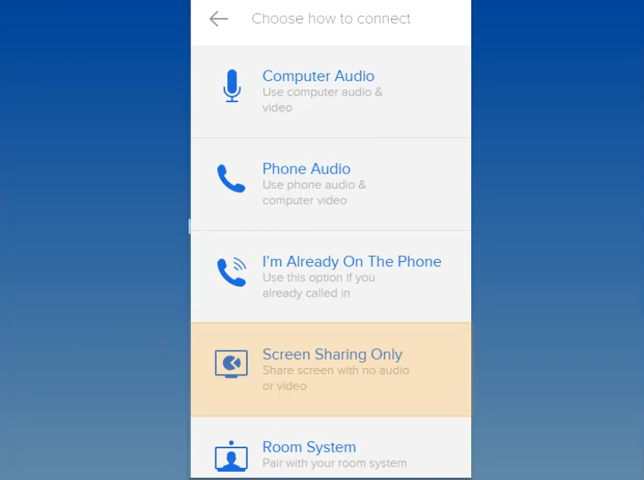 Choose how to connect
Computer Audio
Use computer audio &
video
Phone Audio
Use phone audio &
computer video
I'm Already On The Phone
Use this option if you
already called in
Screen Sharing Only
Share screen with no audio
or video
Room System
Pair with your room system